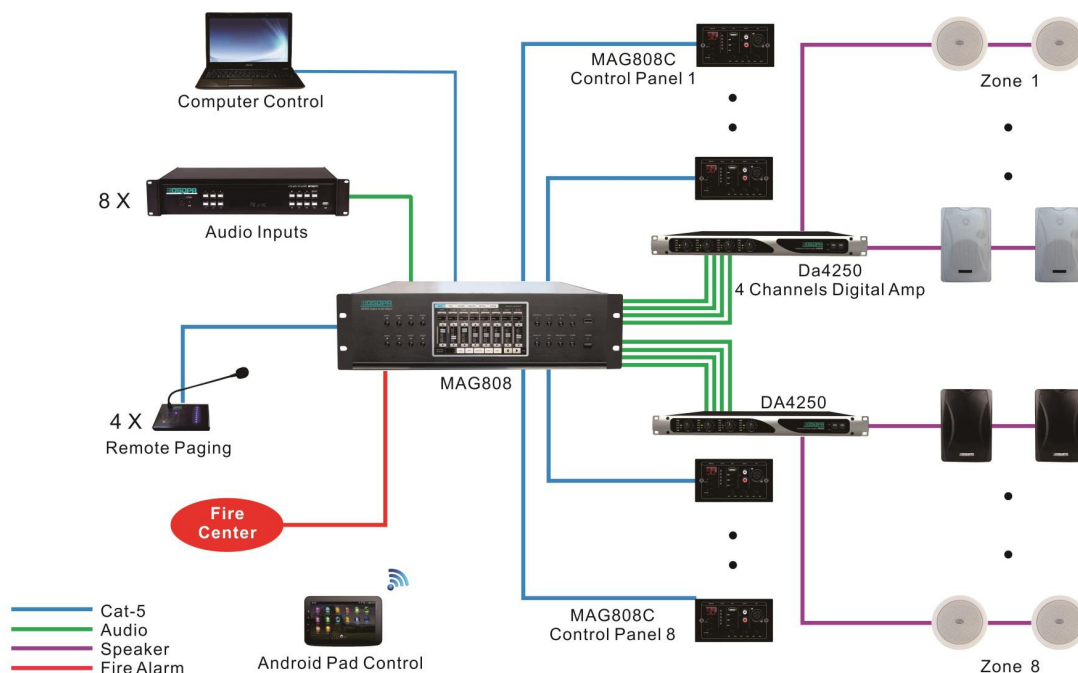 Computer Control
8 X
DSPPA
Audio Inputs
DSPPA
MAG808
4 X
Remote Paging
Fire
Center
Android Pad Control
Cat-5
Audio
Speaker
Fire Alarm
MAG808C
Control Panel 1
Da4250
4 Channels Digital Amp
DA4250
MAG808C
Control Panel 8
Zone 1
Zone 8